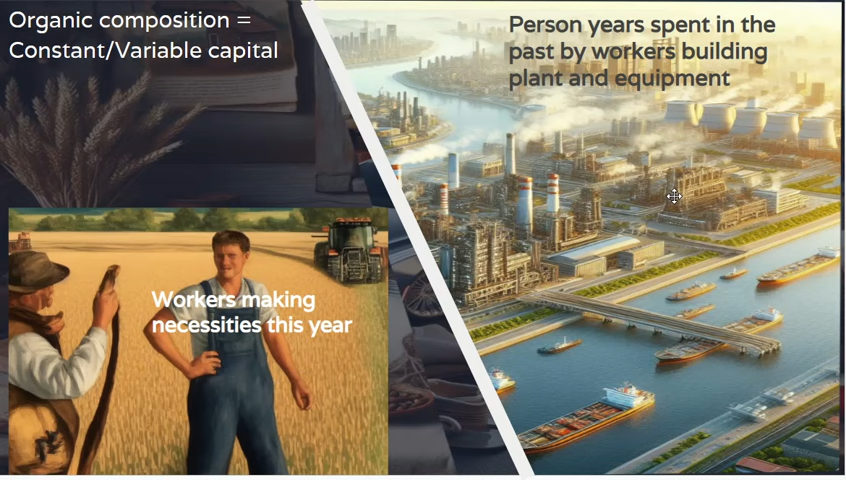 Organic composition =
Constant/Variable capital
Person years spent in the
past by workers building
plant and equipment
Workers making
necessities this year